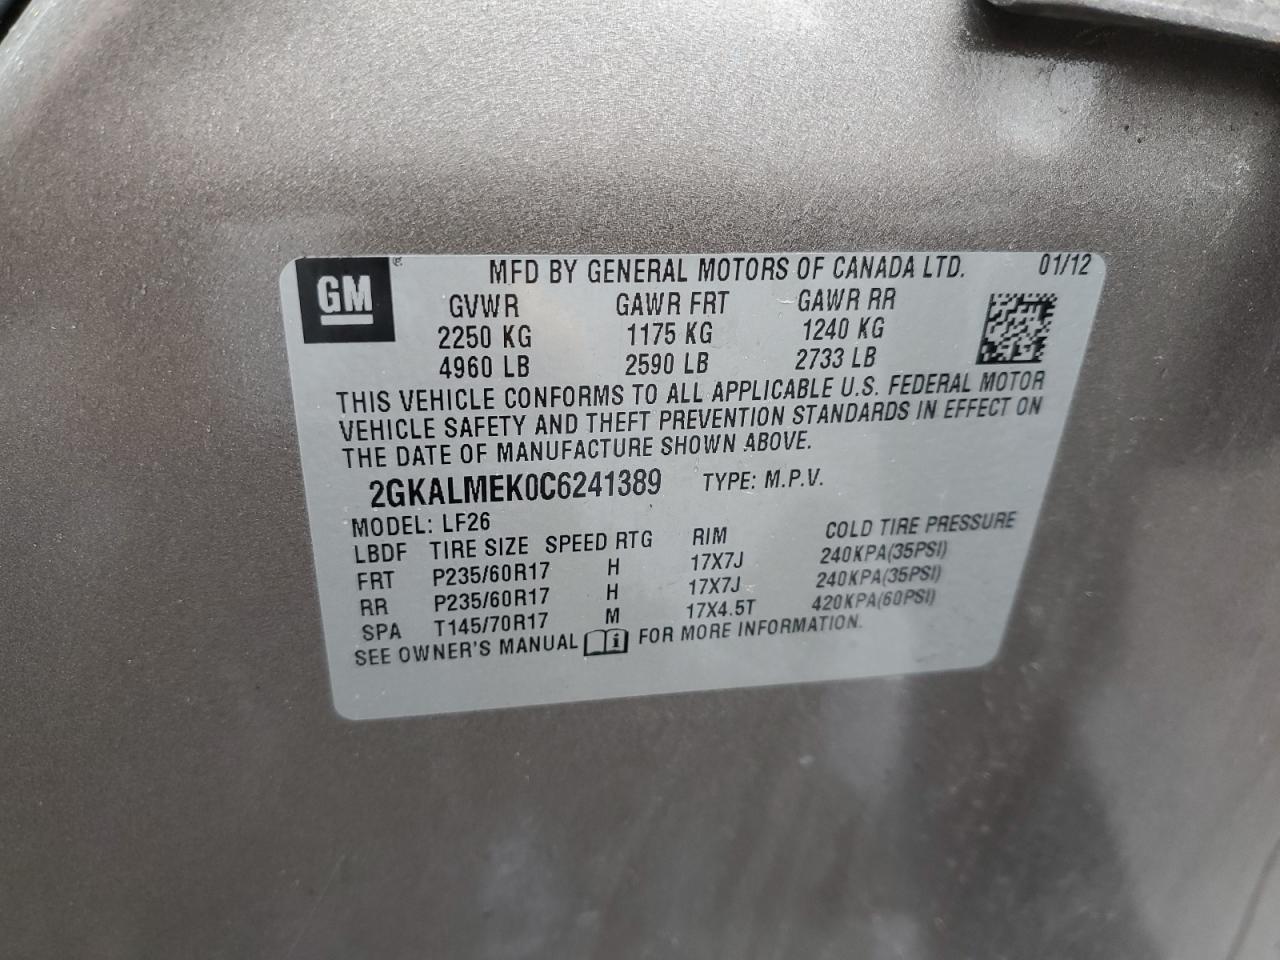 GM ® MFD BY GENERAL MOTORS OF CANADA LTD. 01/12
GVWR GAWR FRT GAWR RR
2250 KG 1175 KG 1240 KG
4960 LB 2590 LB 2733 LB
THIS VEHICLE CONFORMS TO ALL APPLICABLE U.S. FEDERAL MOTOR
VEHICLE SAFETY AND THEFT PREVENTION STANDARDS IN EFFECT ON
THE DATE OF MANUFACTURE SHOWN ABOVE.
2GKALMEK0C6241389 TYPE: M.P.V.
MODEL: LF26
LBDF TIRE SIZE SPEED RTG RIM COLD TIRE PRESSURE
FRT P235/60R17 H 17X7J 240KPA(35PSI)
RR P235/60R17 H 17X7J 240KPA(35PSI)
SPA T145/70R17 M 17X4.5T 420KPA(60PSI)
SEE OWNER'S MANUAL i FOR MORE INFORMATION.